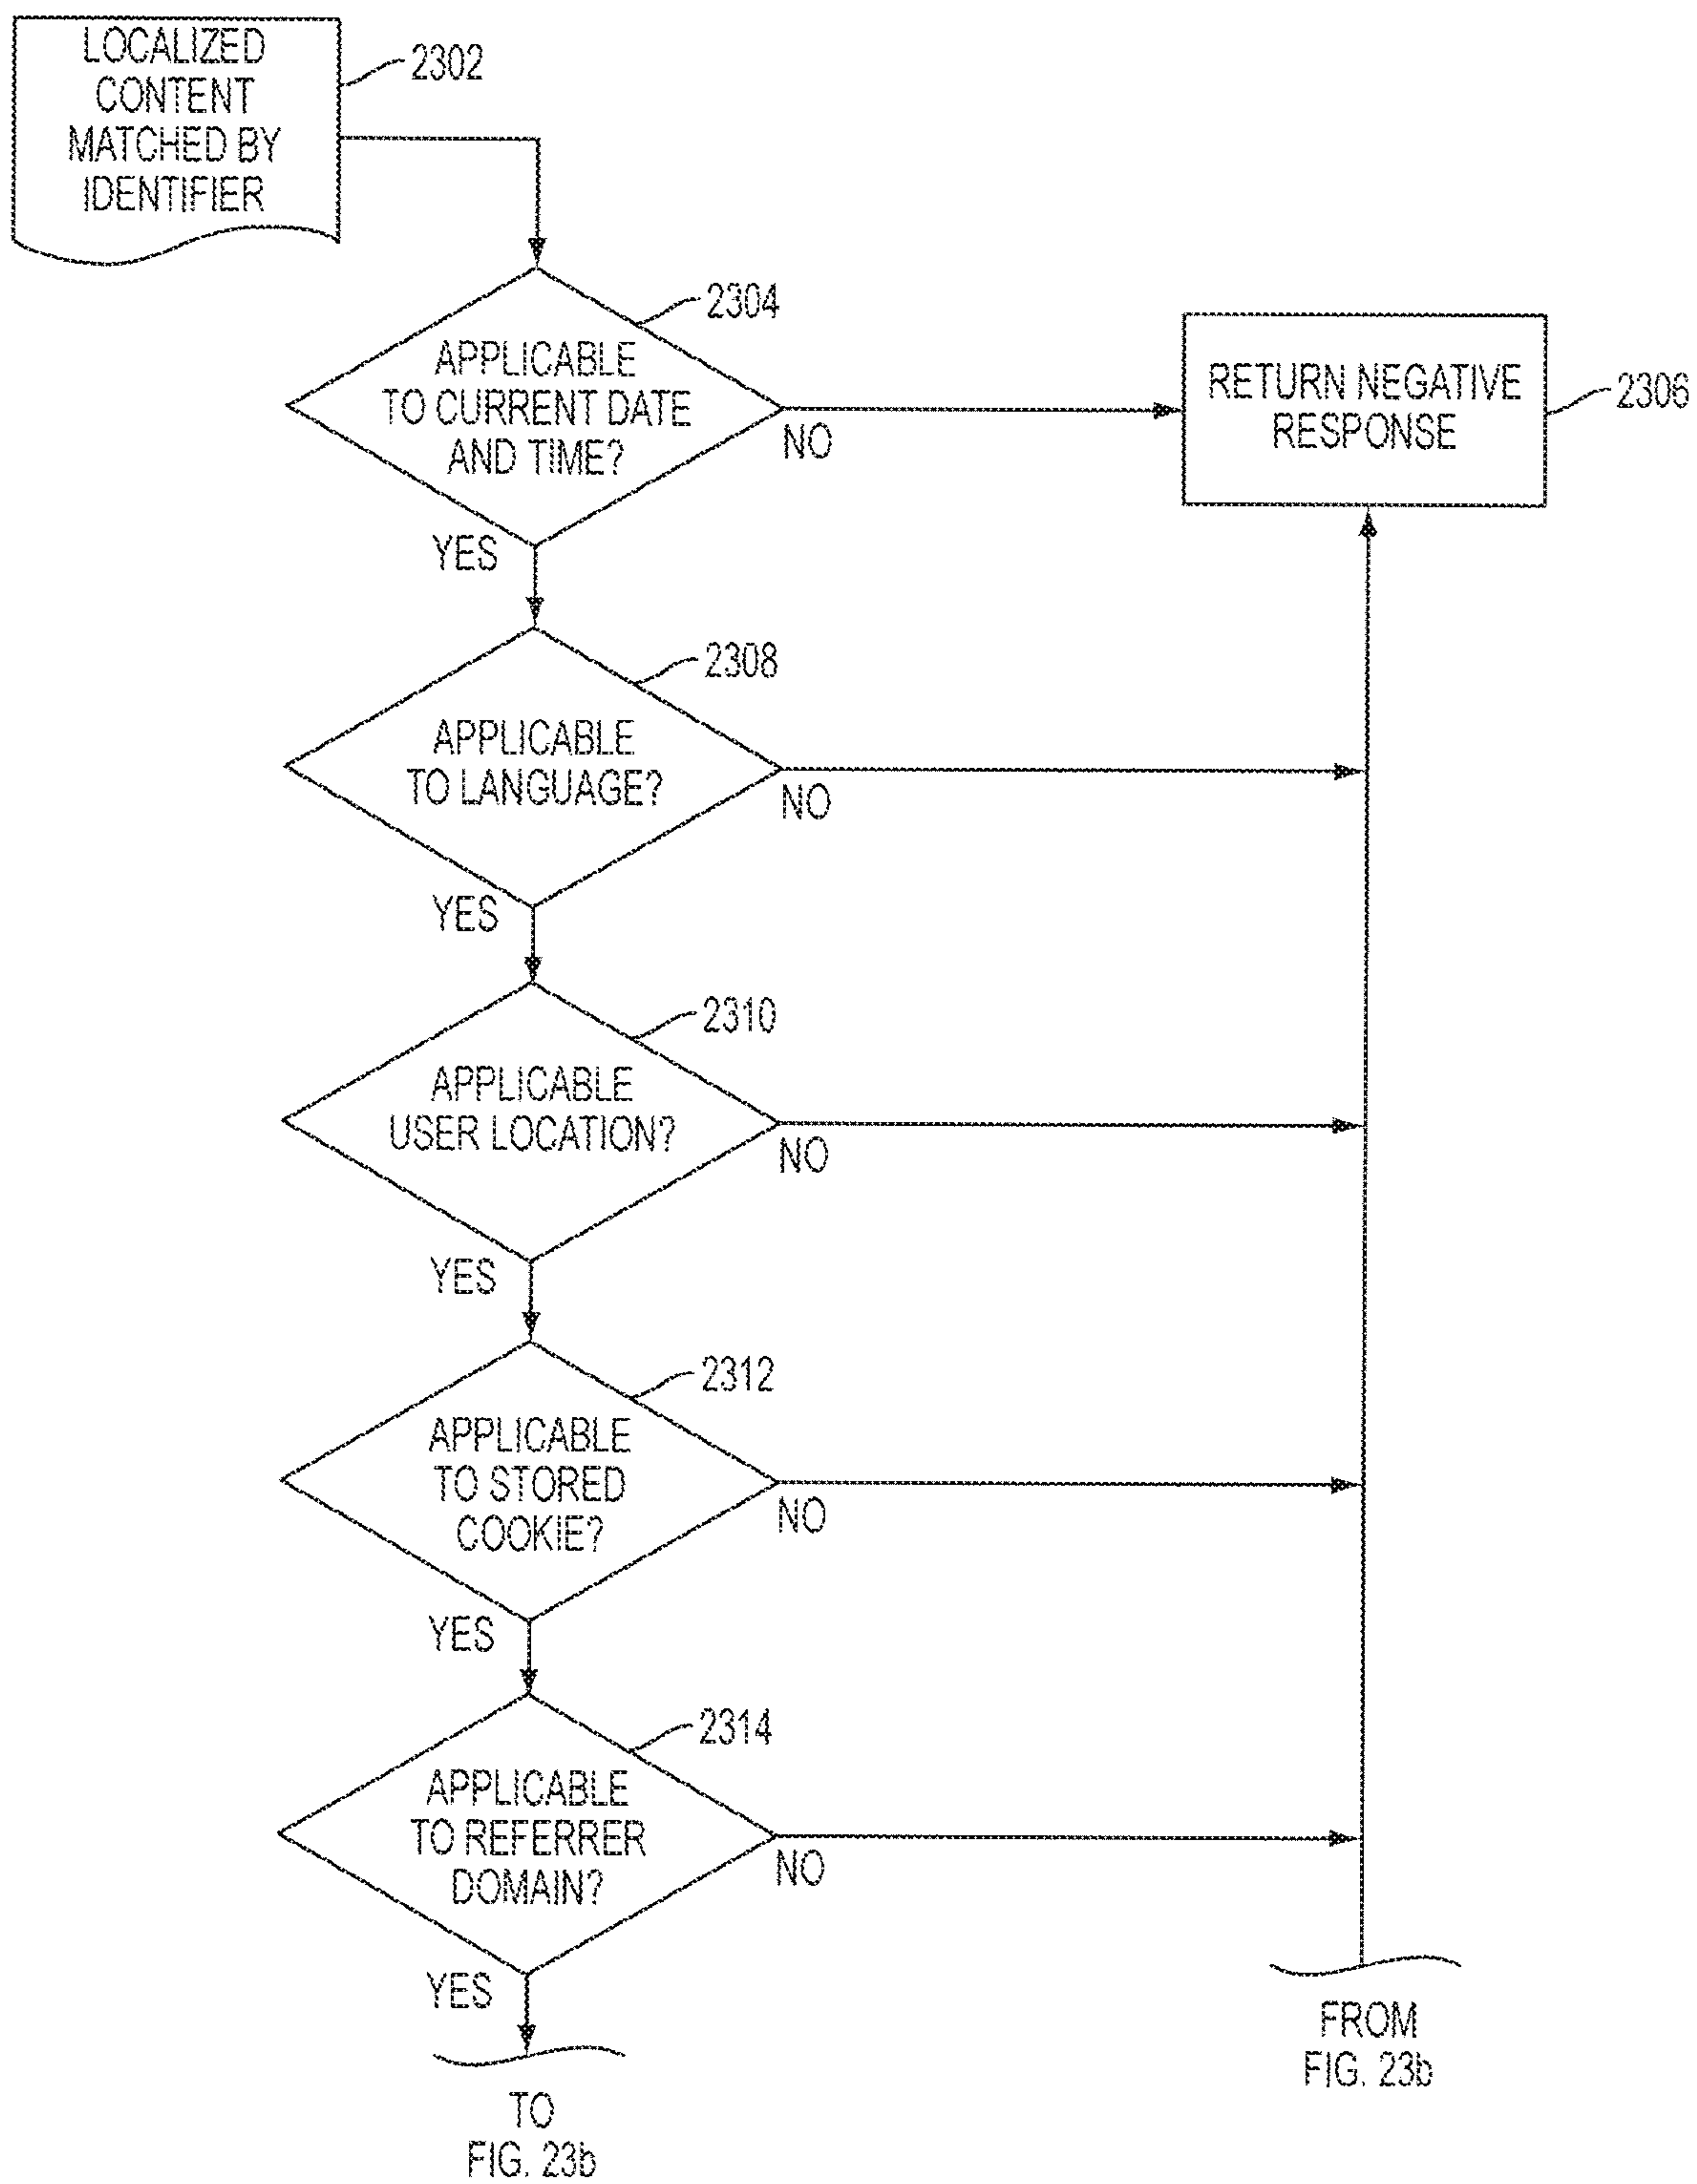 LOCALIZED
CONTENT
MATCHED BY
IDENTIFIER
2302
APPLICABLE
TO CURRENT DATE
AND TIME?
2304
NO
YES
RETURN NEGATIVE
RESPONSE
2306
APPLICABLE
TO LANGUAGE?
2308
NO
YES
APPLICABLE
USER LOCATION?
2310
NO
YES
APPLICABLE
TO STORED
COOKIE?
2312
NO
YES
APPLICABLE
TO REFERRER
DOMAIN?
2314
NO
YES
TO
FIG. 23b
FROM
FIG. 23b